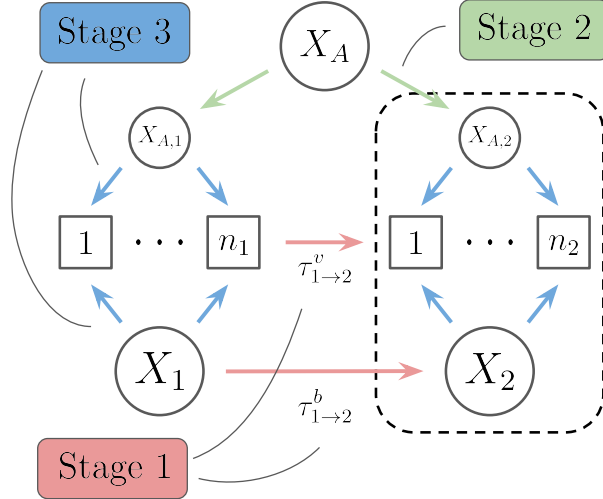 Stage 3
X_A
Stage 2
X_{A,1}
X_{A,2}
1 · · · n_1
1 · · · n_2
τ^v_{1→2}
X_1
X_2
τ^b_{1→2}
Stage 1